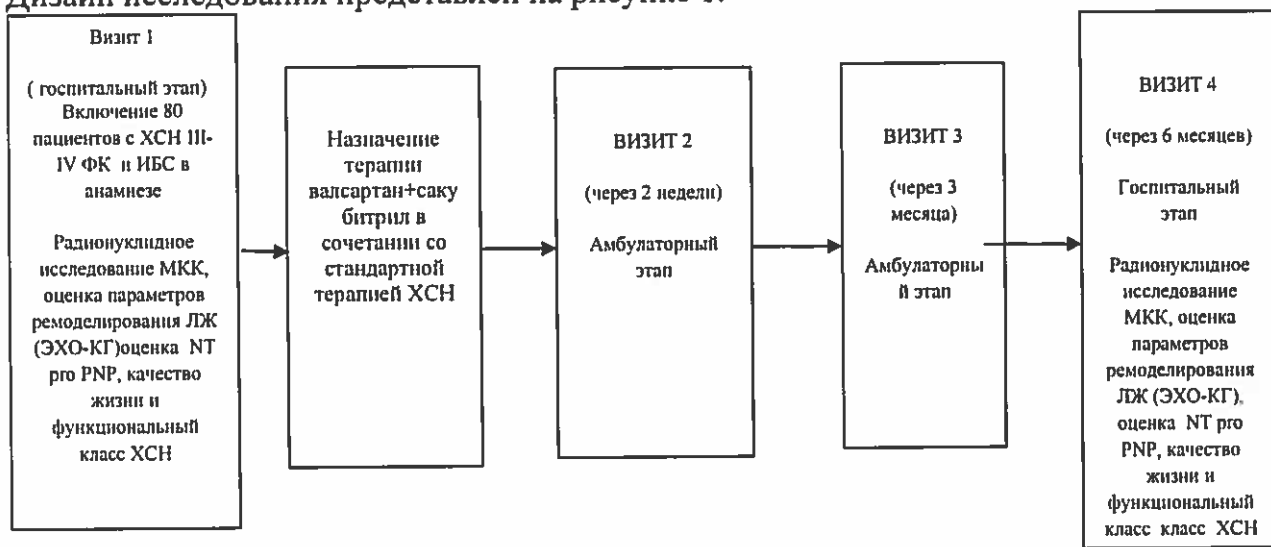 Дизайн исследования представлен на рисунке
Визит 1
( госпитальный этап)
Включение 80
пациентов с ХСН III-
IV ФК и ИБС в
анамнезе
Радионуклидное
исследование МКК,
оценка параметров
ремоделирования ЛЖ
(ЭХО-КГ)оценка NT
pro PNP, качество
жизни и
функциональный
класс ХСН
Назначение
терапии
валсартан+саку
битрил в
сочетании со
стандартной
терапией ХСН
ВИЗИТ 2
(через 2 недели)
Амбулаторный
этап
ВИЗИТ 3
(через 3
месяца)
Амбулаторны
й этап
ВИЗИТ 4
(через 6 месяцев)
Госпитальный
этап
Радионуклидное
исследование
МКК, оценка
параметров
ремоделирования
ЛЖ (ЭХО-КГ),
оценка NT pro
PNP, качество
жизни и
функциональный
класс класс ХСН